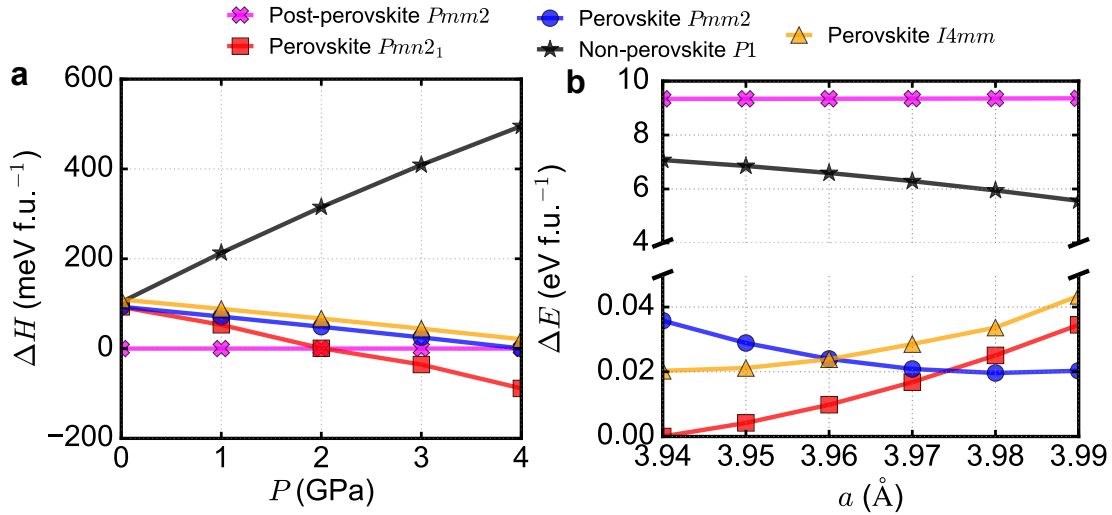 Post-perovskite Pmm2
Perovskite Pmm2
Perovskite I4mm
Perovskite Pmn2₁
Non-perovskite P1
a
600
400
200
0
−200
ΔH (meV f.u.⁻¹)
0 1 2 3 4
P (GPa)
b
10
8
6
4
0.04
0.02
0.00
ΔE (eV f.u.⁻¹)
3.94 3.95 3.96 3.97 3.98 3.99
a (Å)